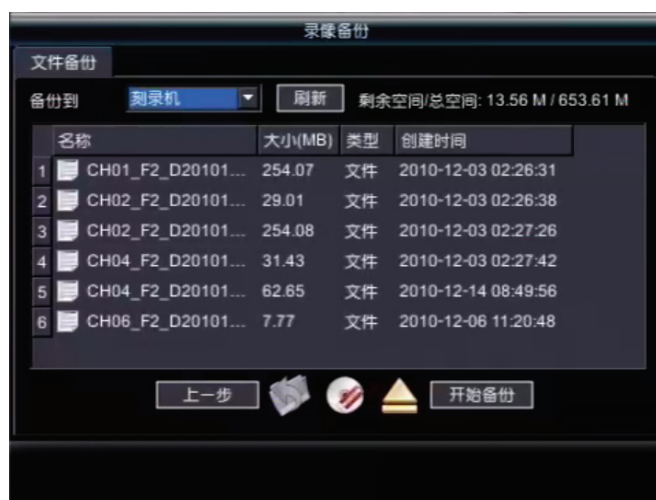 录像备份
文件备份
备份到 刻录机 刷新 剩余空间/总空间: 13.56 M / 653.61 M
名称 大小(MB) 类型 创建时间
1 CH01_F2_D20101... 254.07 文件 2010-12-03 02:26:31
2 CH02_F2_D20101... 29.01 文件 2010-12-03 02:26:38
3 CH02_F2_D20101... 254.08 文件 2010-12-03 02:27:26
4 CH04_F2_D20101... 31.43 文件 2010-12-03 02:27:42
5 CH04_F2_D20101... 62.65 文件 2010-12-14 08:49:56
6 CH06_F2_D20101... 7.77 文件 2010-12-06 11:20:48
上一步 开始备份